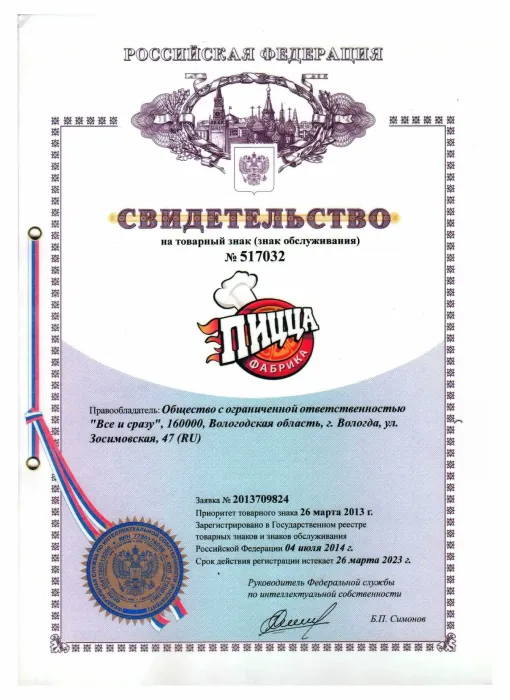 РОССИЙСКАЯ ФЕДЕРАЦИЯ
СВИДЕТЕЛЬСТВО
на товарный знак (знак обслуживания)
№ 517032
ПИЦЦА
ФАБРИКА
Правообладатель: Общество с ограниченной ответственностью
"Все и сразу", 160000, Вологодская область, г. Вологда, ул.
Зосимовская, 47 (RU)
Заявка № 2013709824
Приоритет товарного знака 26 марта 2013 г.
Зарегистрировано в Государственном реестре
товарных знаков и знаков обслуживания
Российской Федерации 04 июля 2014 г.
Срок действия регистрации истекает 26 марта 2023 г.
Руководитель Федеральной службы
по интеллектуальной собственности
Б.П. Симонов